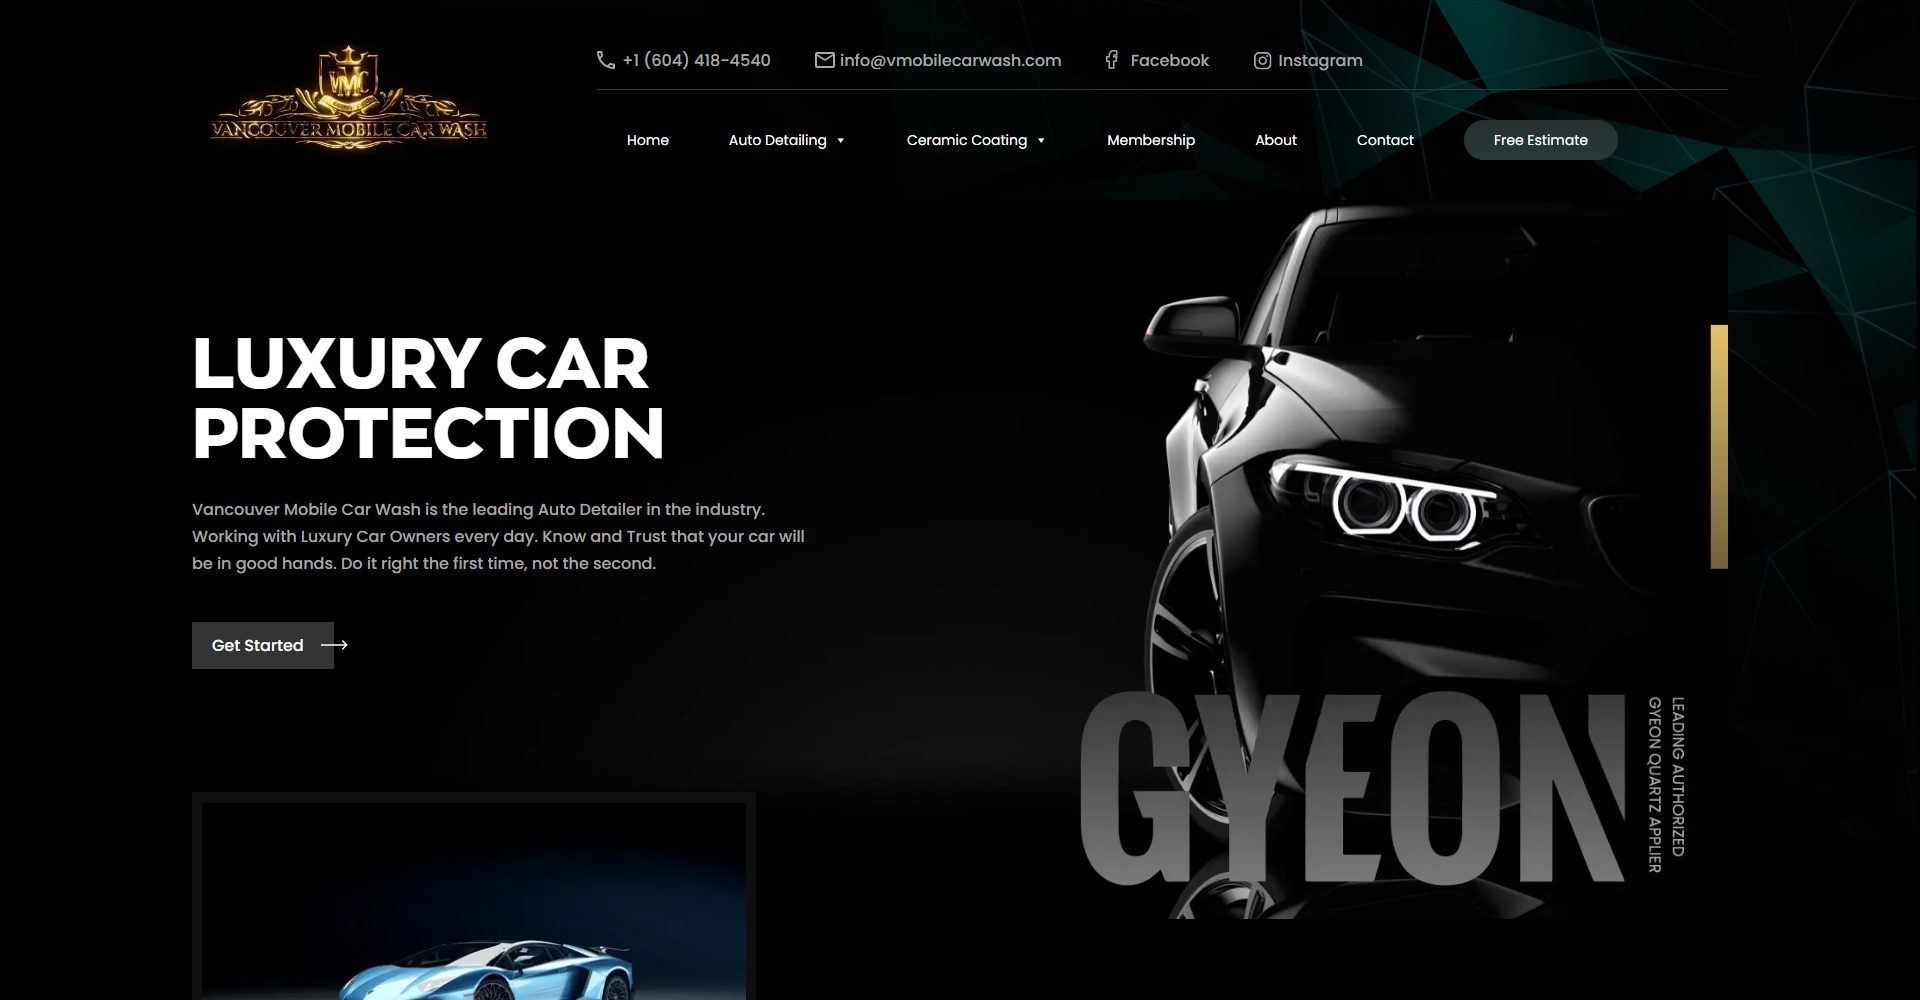 VMC
VANCOUVER MOBILE CAR WASH
+1 (604) 418-4540
info@vmobilecarwash.com
Facebook
Instagram
Home
Auto Detailing
Ceramic Coating
Membership
About
Contact
Free Estimate
LUXURY CAR
PROTECTION
Vancouver Mobile Car Wash is the leading Auto Detailer in the industry.
Working with Luxury Car Owners every day. Know and Trust that your car will
be in good hands. Do it right the first time, not the second.
Get Started
GYEON
LEADING AUTHORIZED
GYEON QUARTZ APPLIER